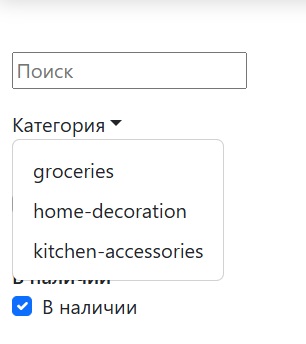 Поиск
Категория
groceries
home-decoration
kitchen-accessories
В наличии
В наличии